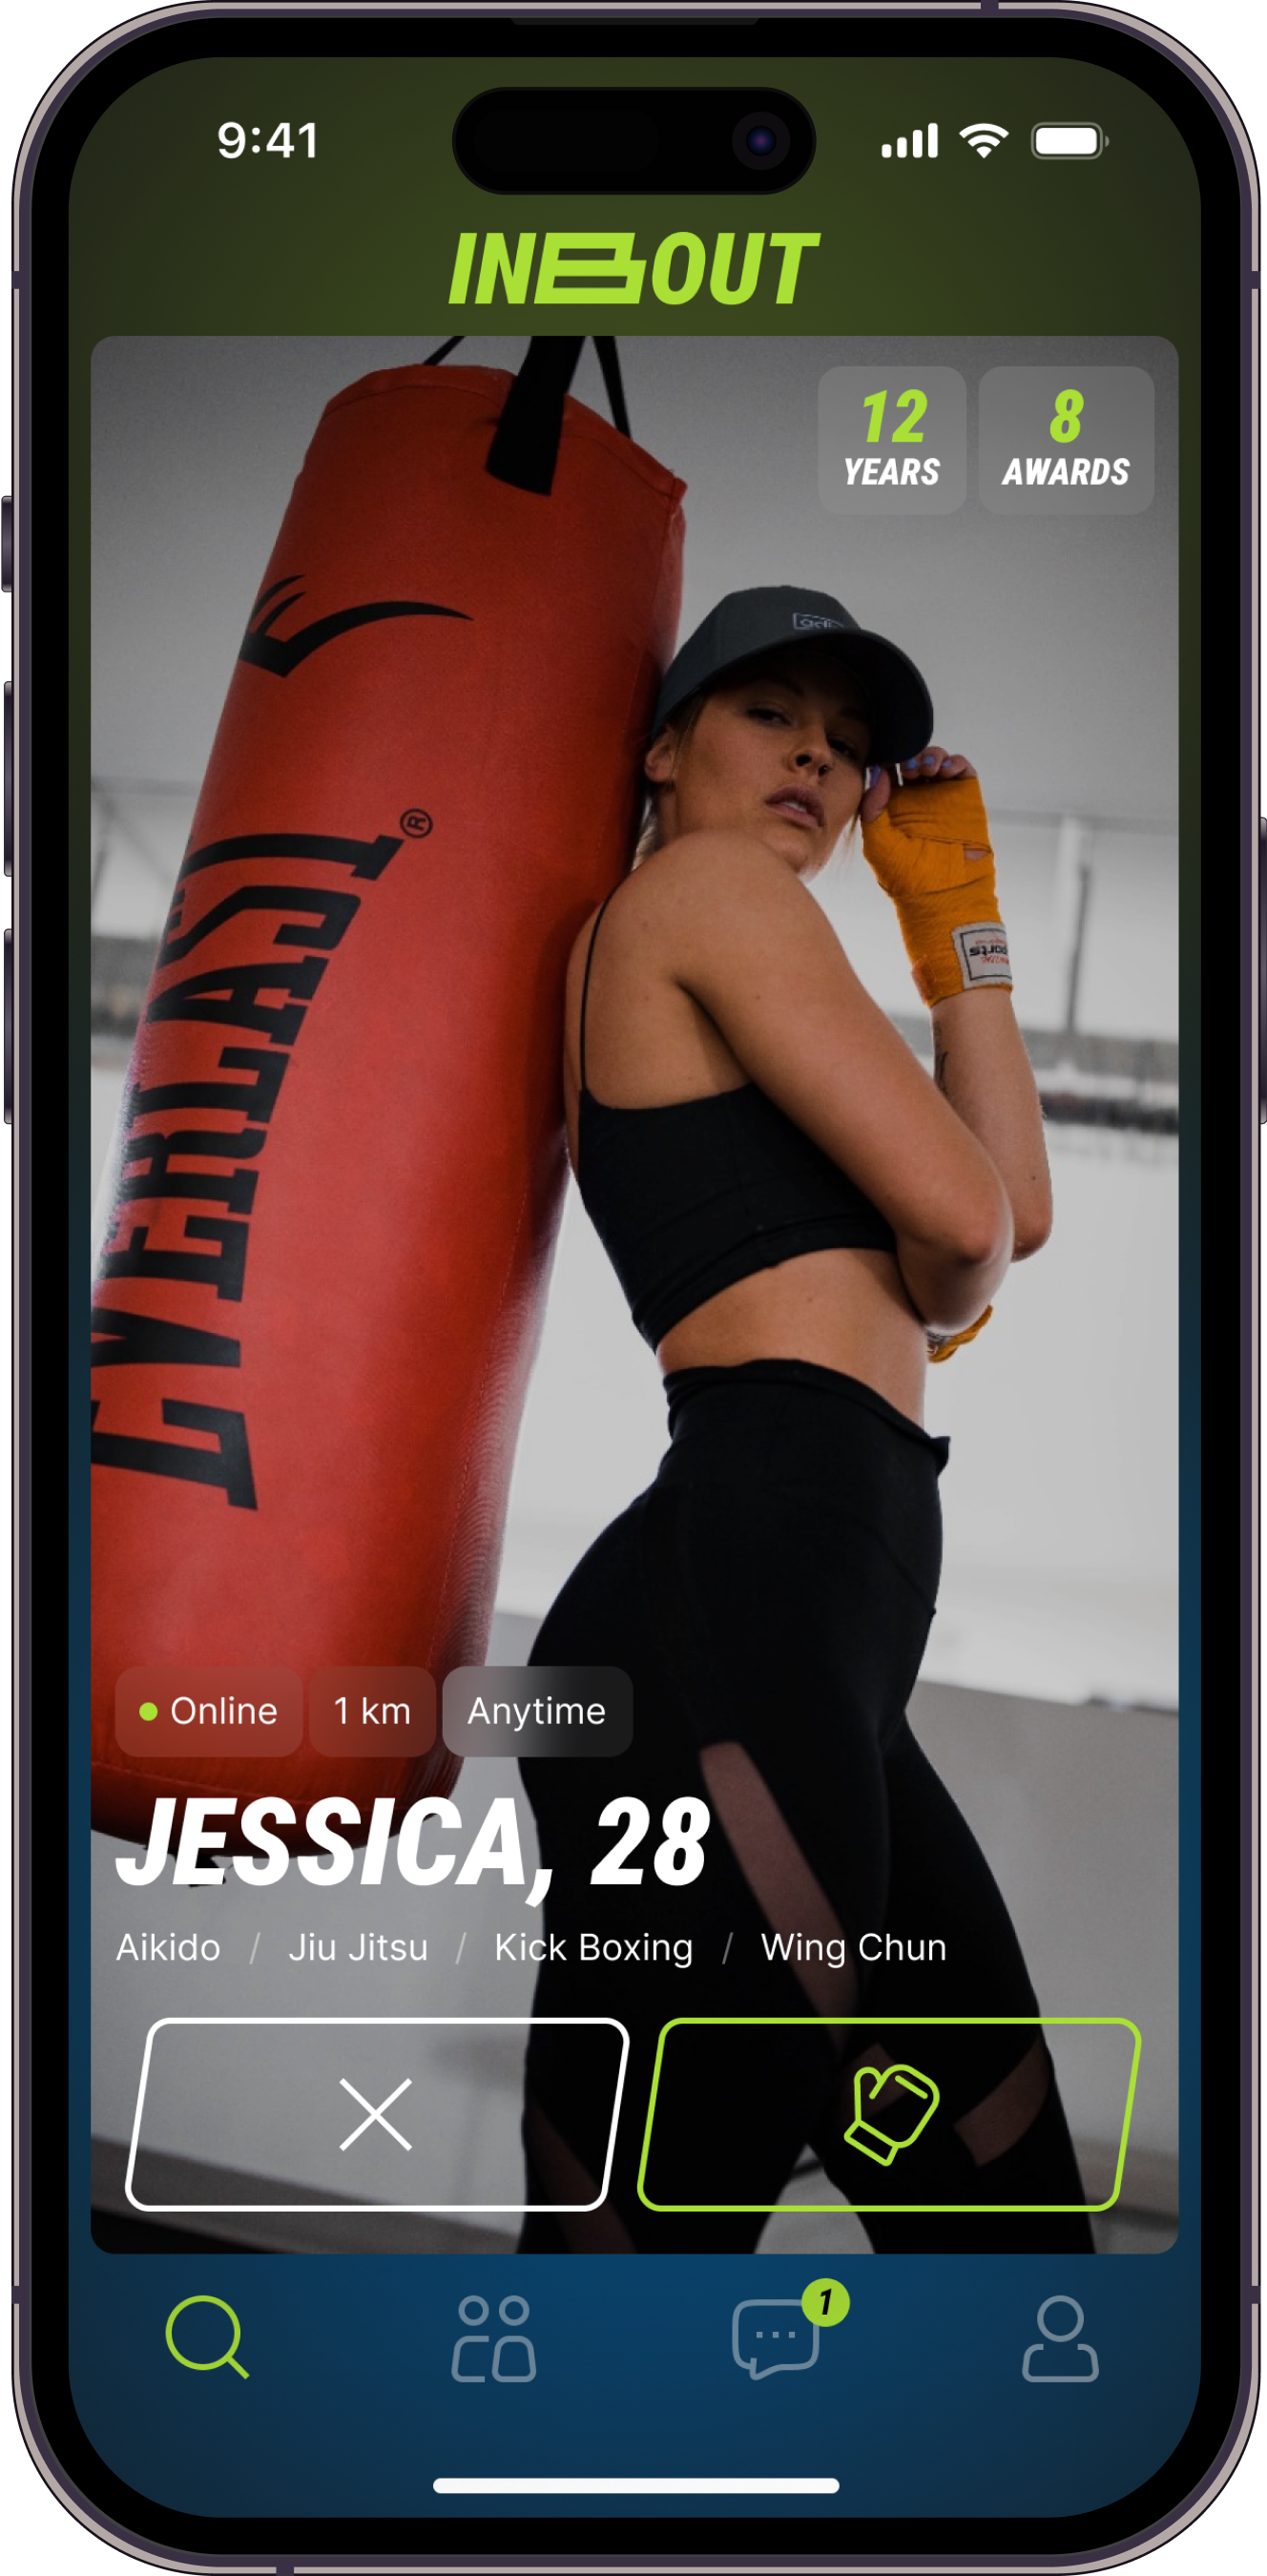 9:41
INBOUT
12
YEARS
8
AWARDS
EVERLAST®
Online
1 km
Anytime
JESSICA, 28
Aikido / Jiu Jitsu / Kick Boxing / Wing Chun
1